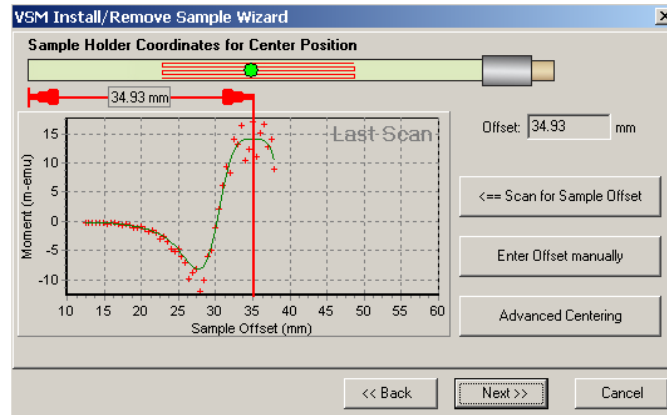 VSM Install/Remove Sample Wizard
Sample Holder Coordinates for Center Position
34.93 mm
Last Scan
Offset: 34.93 mm
Moment (m-emu)
15
10
5
0
-5
-10
10 15 20 25 30 35 40 45 50 55 60
Sample Offset (mm)
<== Scan for Sample Offset
Enter Offset manually
Advanced Centering
<< Back Next >> Cancel